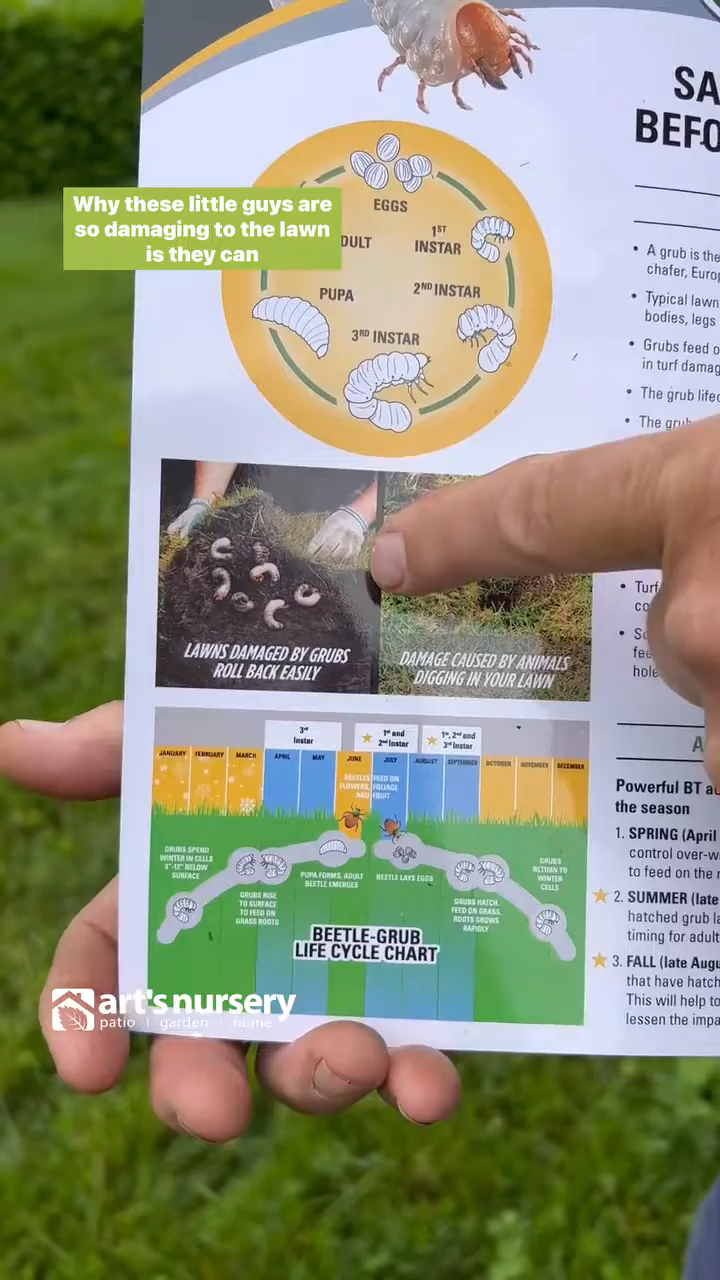 SA
BEFO
Why these little guys are
so damaging to the lawn
is they can
EGGS
1ST
INSTAR
DULT
2ND INSTAR
PUPA
3RD INSTAR
• A grub is the
chafer, Euro
• Typical lawn
bodies, legs
• Grubs feed o
in turf damag
• The grub lifec
• The grub
LAWNS DAMAGED BY GRUBS
ROLL BACK EASILY
DAMAGE CAUSED BY ANIMALS
DIGGING IN YOUR LAWN
• Turf
co
• So
fee
hole
3rd
Instar
1st and
2nd Instar
1st, 2nd and
3rd Instar
JANUARY FEBRUARY MARCH APRIL MAY JUNE JULY AUGUST SEPTEMBER OCTOBER NOVEMBER DECEMBER
BEETLES FEED ON
FLOWERS, FOLIAGE
AND FRUIT
GRUBS SPEND
WINTER IN CELLS
3"-12" BELOW
SURFACE
GRUBS RISE
TO SURFACE
TO FEED ON
GRASS ROOTS
PUPA FORMS, ADULT
BEETLE EMERGES
BEETLE LAYS EGGS
GRUBS HATCH,
FEED ON GRASS,
ROOTS GROWS
RAPIDLY
GRUBS
RETURN TO
WINTER
CELLS
BEETLE-GRUB
LIFE CYCLE CHART
A
Powerful BT a
the season
1. SPRING (April
control over-w
to feed on the r
2. SUMMER (late
hatched grub la
timing for adult
3. FALL (late Augu
that have hatch
This will help to
lessen the impa
art's nursery
patio | garden | home